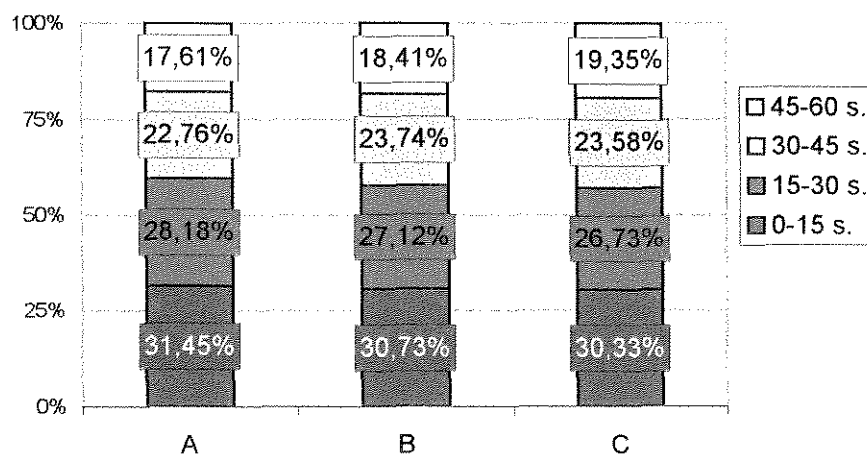 100%
17,61% 18,41% 19,35%
75%
22,76% 23,74% 23,58%
50%
28,18% 27,12% 26,73%
25%
31,45% 30,73% 30,33%
0%
A B C
45-60 s.
30-45 s.
15-30 s.
0-15 s.